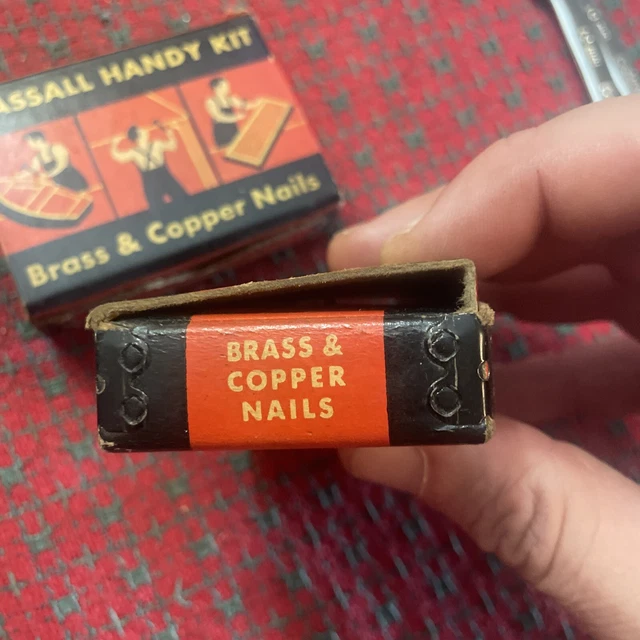 ASSALL HANDY KIT
Brass & Copper Nails
BRASS &
COPPER
NAILS